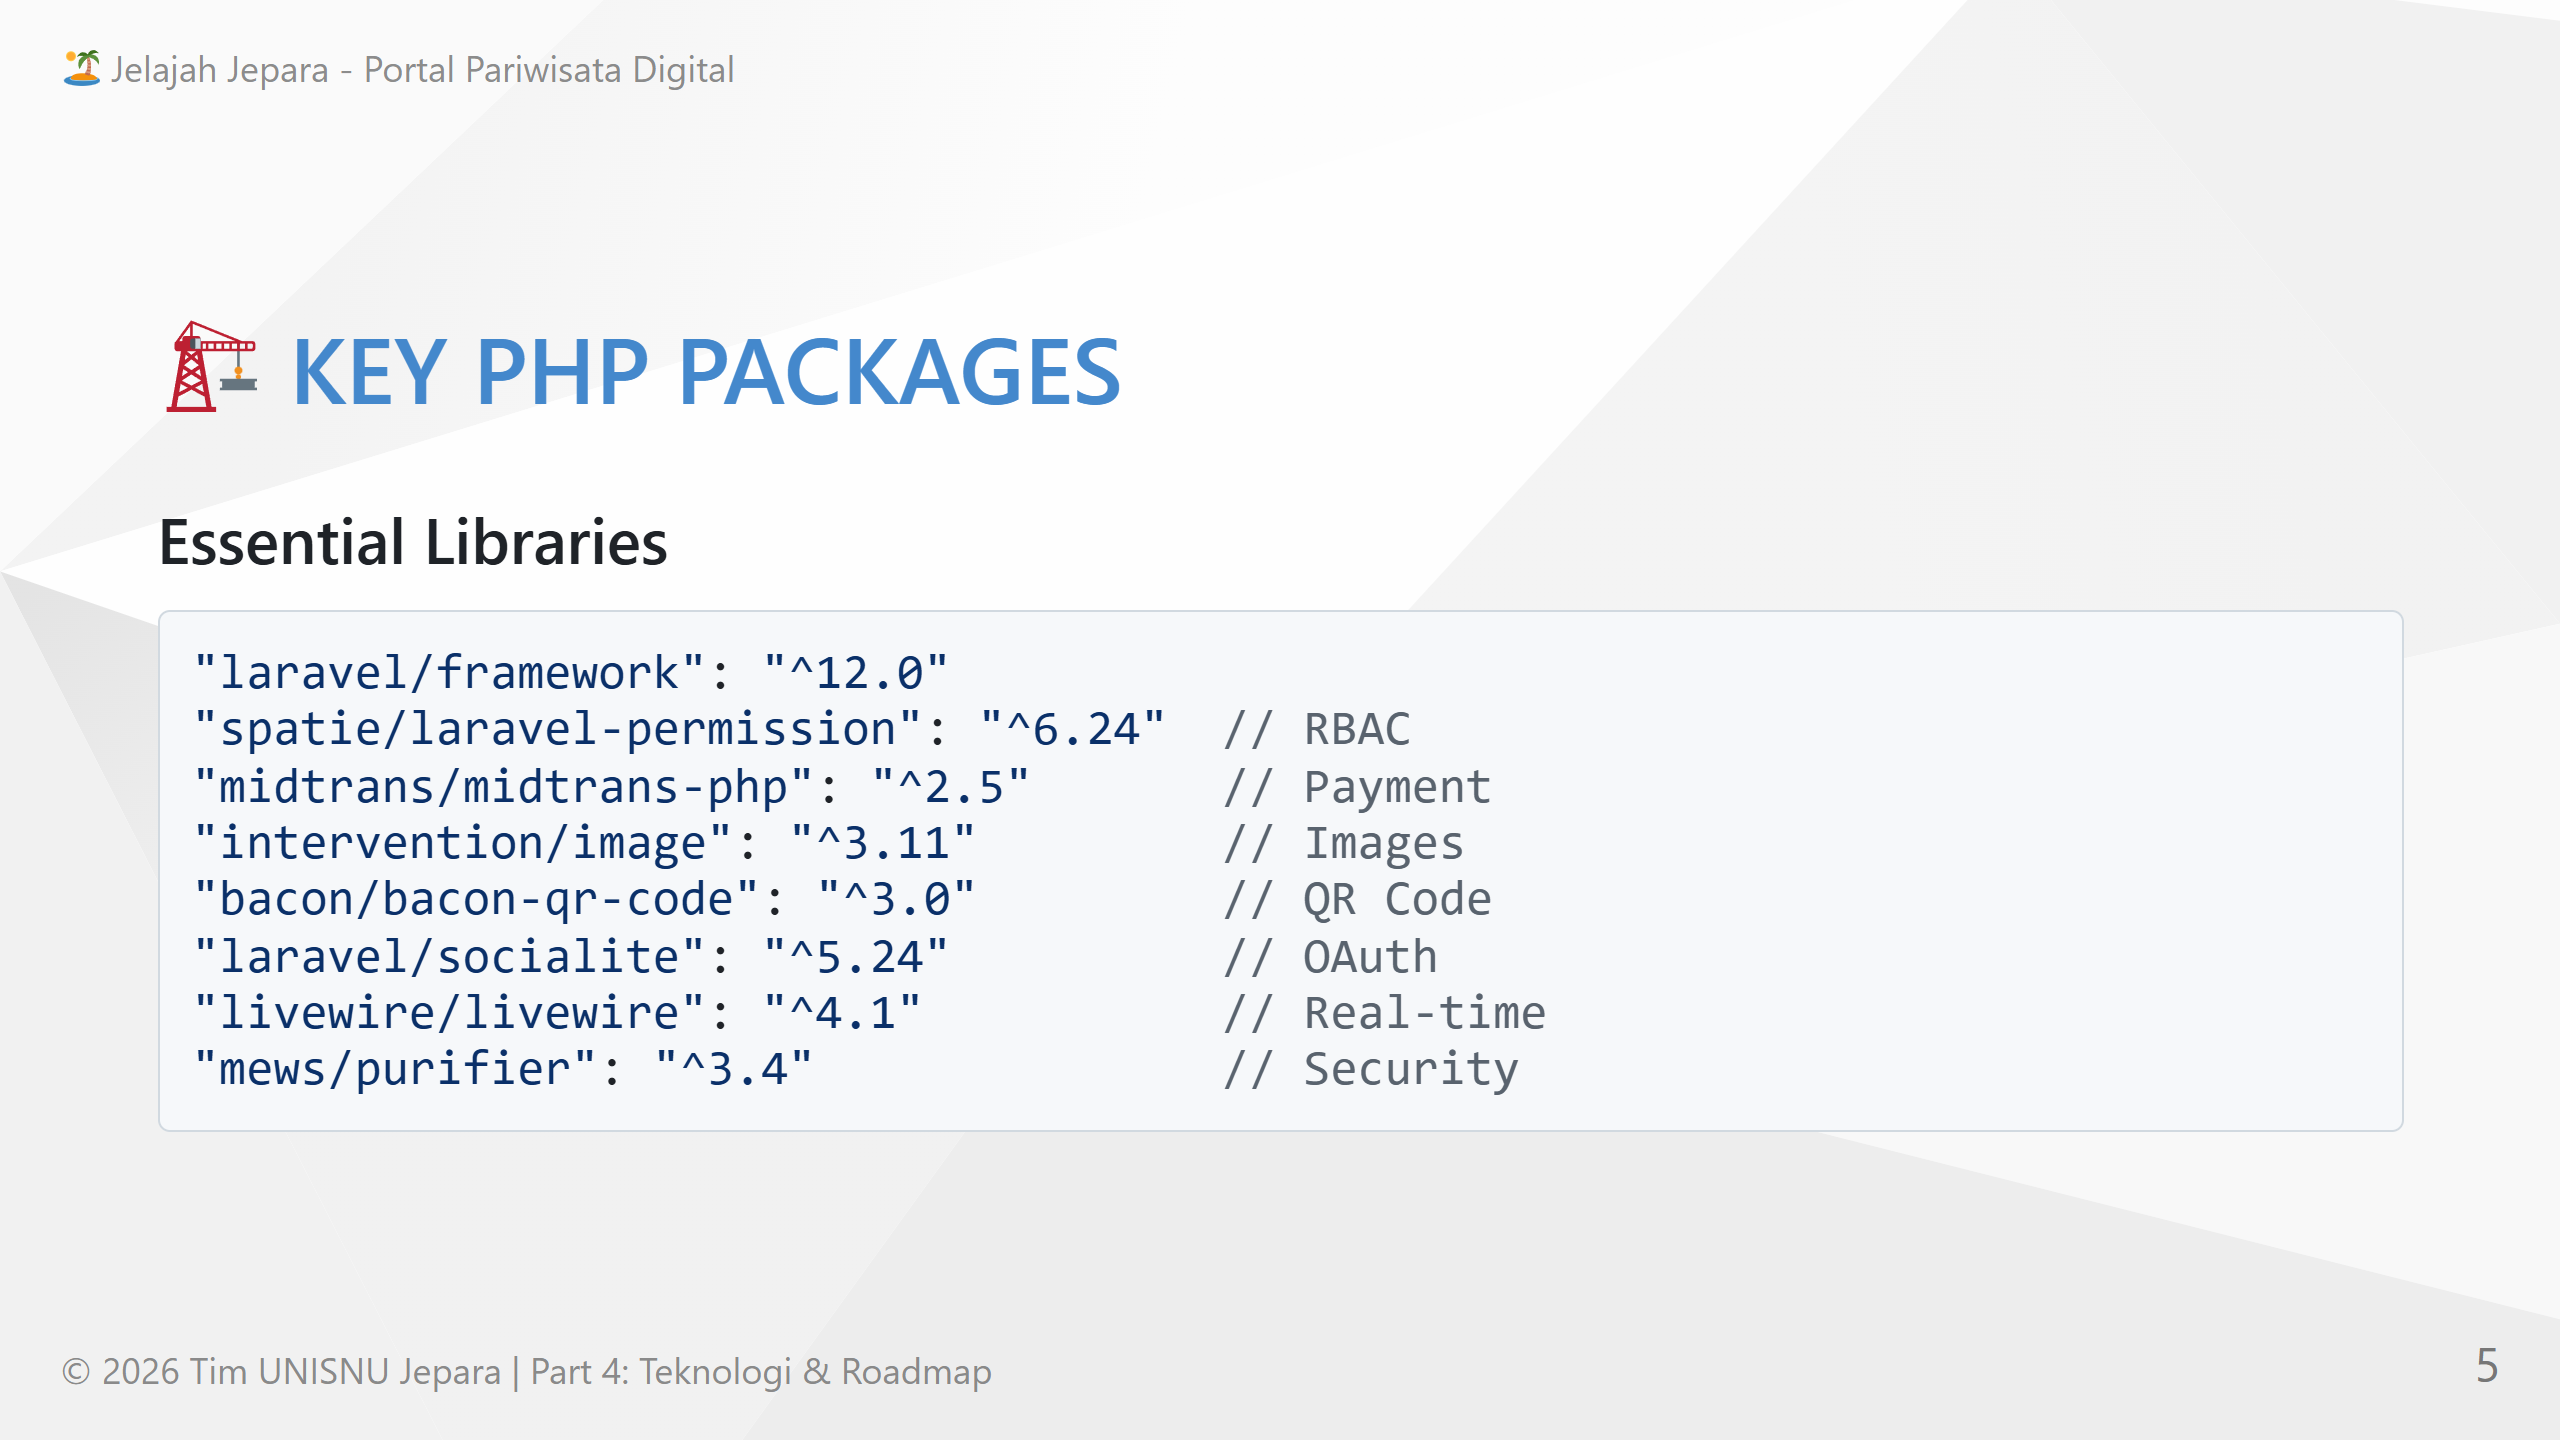 Jelajah Jepara - Portal Pariwisata Digital
KEY PHP PACKAGES
Essential Libraries
"laravel/framework": "^12.0"
"spatie/laravel-permission": "^6.24"  // RBAC
"midtrans/midtrans-php": "^2.5"       // Payment
"intervention/image": "^3.11"         // Images
"bacon/bacon-qr-code": "^3.0"         // QR Code
"laravel/socialite": "^5.24"          // OAuth
"livewire/livewire": "^4.1"           // Real-time
"mews/purifier": "^3.4"               // Security
© 2026 Tim UNISNU Jepara | Part 4: Teknologi & Roadmap
5